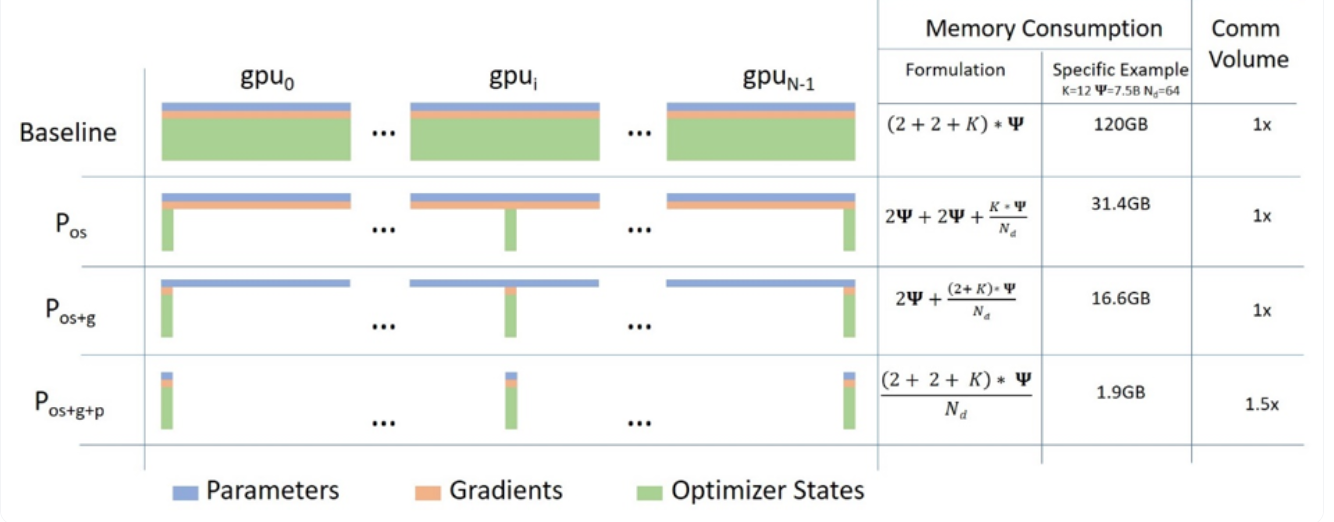 Memory Consumption
Comm Volume
gpu0 gpui gpuN-1
Formulation
Specific Example
K=12 Ψ=7.5B Nd=64
Baseline
... ...
(2 + 2 + K) * Ψ
120GB
1x
Pos
... ...
2Ψ + 2Ψ + K * Ψ / Nd
31.4GB
1x
Pos+g
... ...
2Ψ + (2+K) * Ψ / Nd
16.6GB
1x
Pos+g+p
... ...
(2 + 2 + K) * Ψ / Nd
1.9GB
1.5x
Parameters
Gradients
Optimizer States